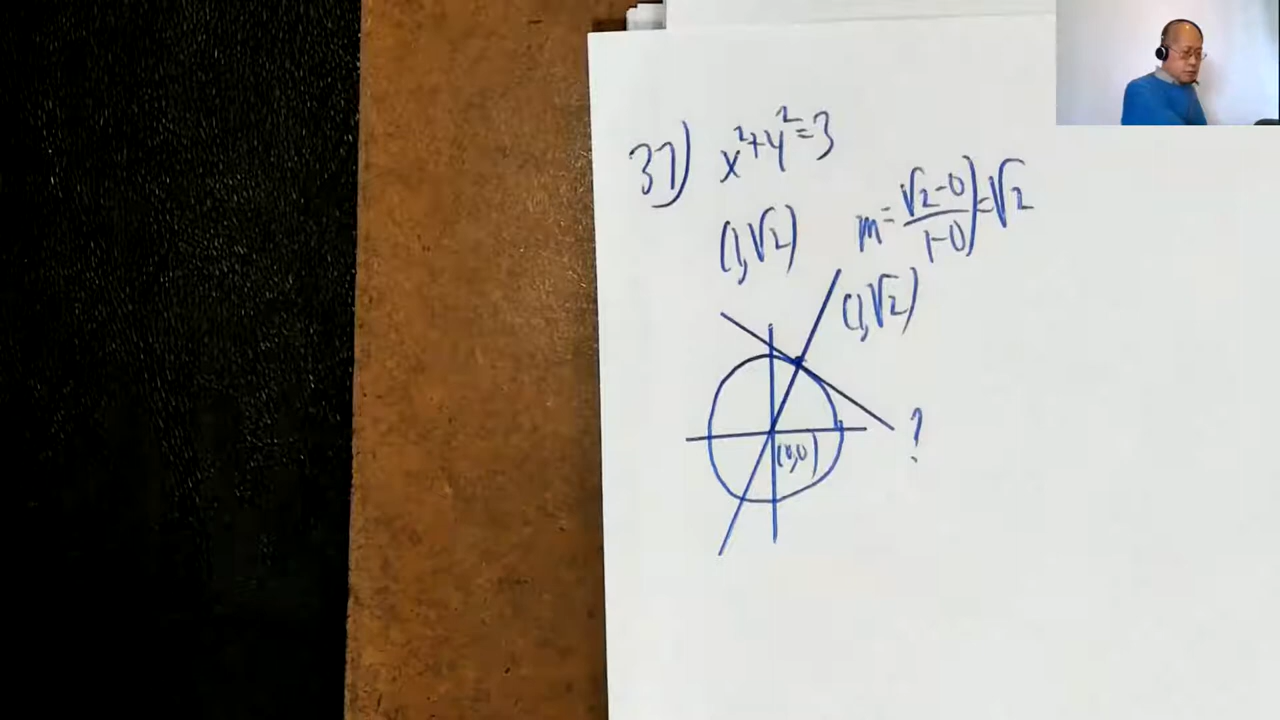 37) x²+y²=3
(1,√2) m=√2-0/1-0)=√2
(1,√2)
?
(0,0)